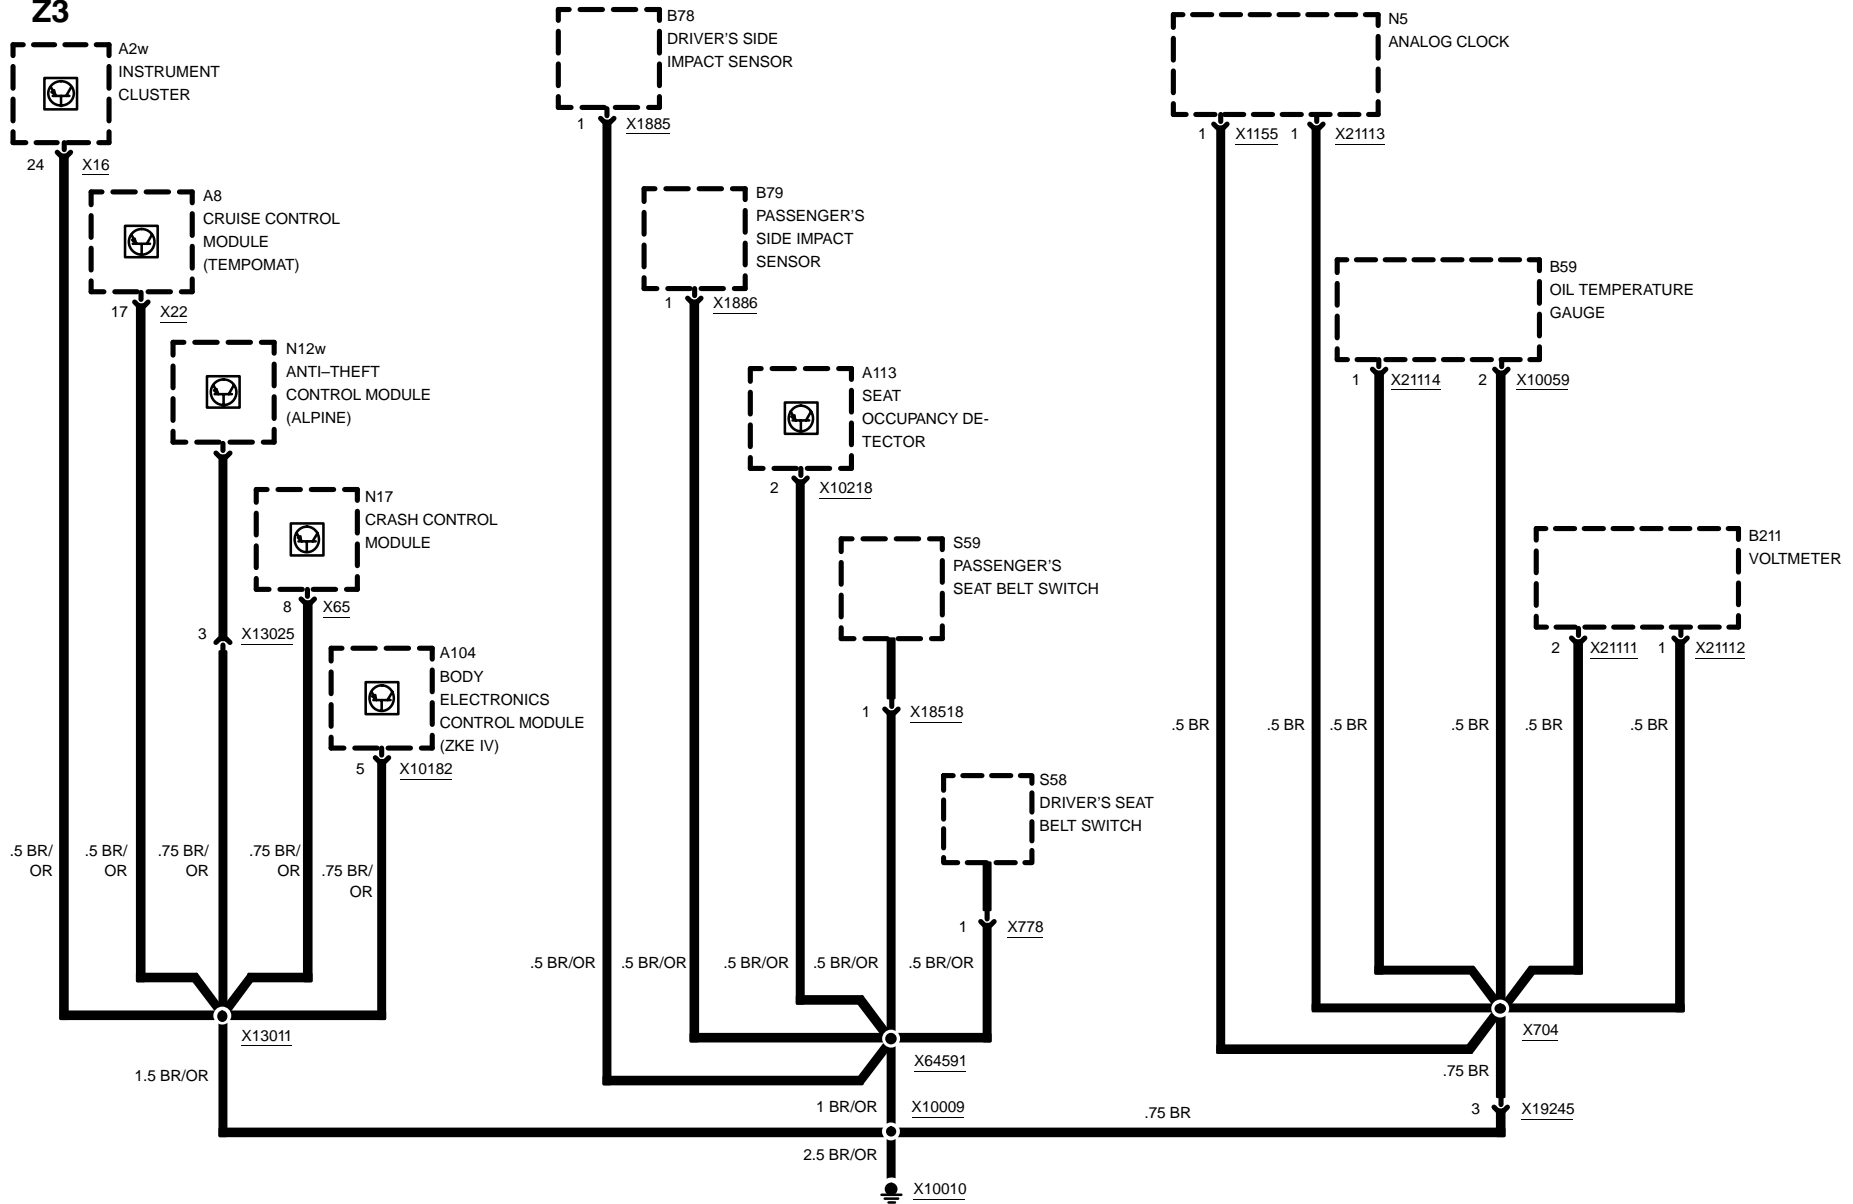 Z3
A2w
INSTRUMENT
CLUSTER
24 X16
A8
CRUISE CONTROL
MODULE
(TEMPOMAT)
17 X22
N12w
ANTI–THEFT
CONTROL MODULE
(ALPINE)
N17
CRASH CONTROL
MODULE
8 X65
3 X13025
A104
BODY
ELECTRONICS
CONTROL MODULE
(ZKE IV)
5 X10182
.5 BR/
OR
.5 BR/
OR
.75 BR/
OR
.75 BR/
OR
.75 BR/
OR
X13011
1.5 BR/OR
B78
DRIVER’S SIDE
IMPACT SENSOR
1 X1885
B79
PASSENGER’S
SIDE IMPACT
SENSOR
1 X1886
A113
SEAT
OCCUPANCY DE-
TECTOR
2 X10218
S59
PASSENGER’S
SEAT BELT SWITCH
1 X18518
S58
DRIVER’S SEAT
BELT SWITCH
1 X778
.5 BR/OR .5 BR/OR .5 BR/OR .5 BR/OR .5 BR/OR
X64591
1 BR/OR X10009
2.5 BR/OR
X10010
N5
ANALOG CLOCK
1 X1155 1 X21113
B59
OIL TEMPERATURE
GAUGE
1 X21114 2 X10059
B211
VOLTMETER
2 X21111 1 X21112
.5 BR .5 BR .5 BR .5 BR .5 BR .5 BR
X704
.75 BR
3 X19245
.75 BR